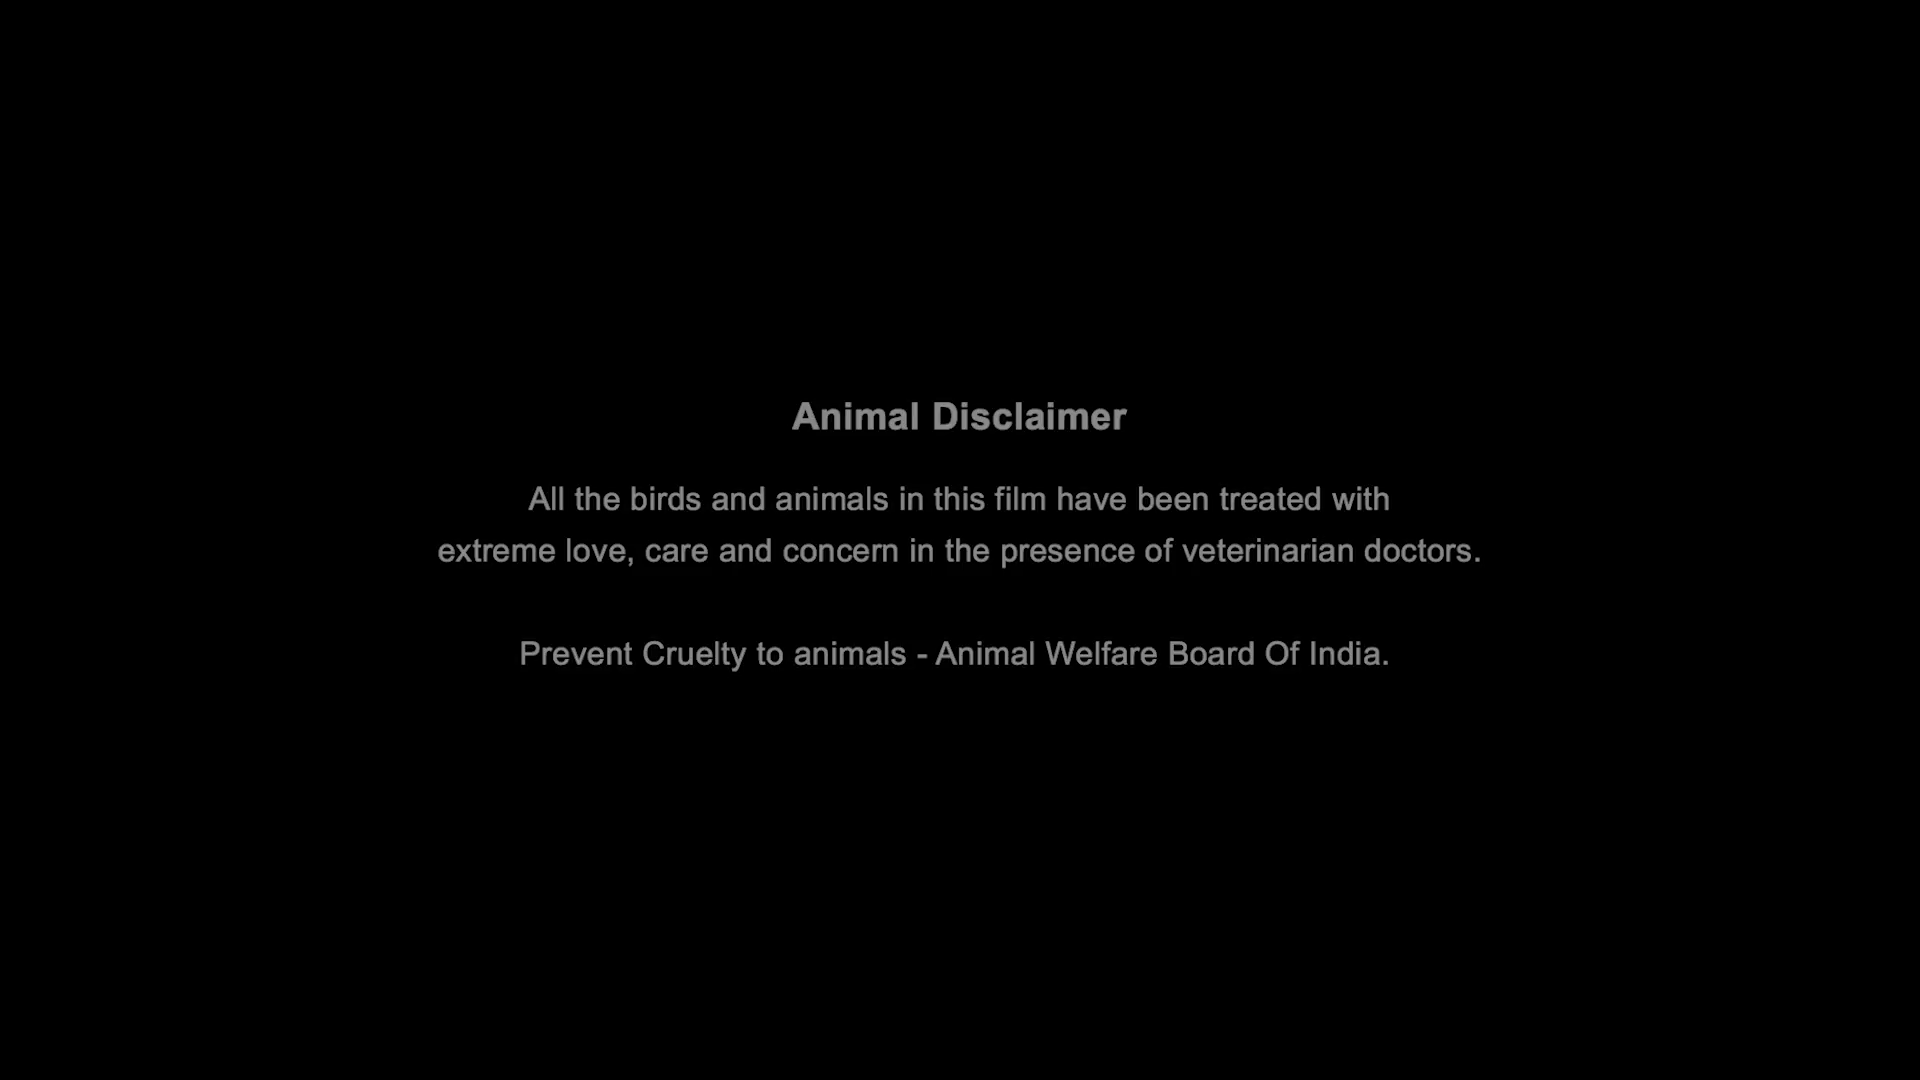 Animal Disclaimer
All the birds and animals in this film have been treated with
extreme love, care and concern in the presence of veterinarian doctors.
Prevent Cruelty to animals - Animal Welfare Board Of India.